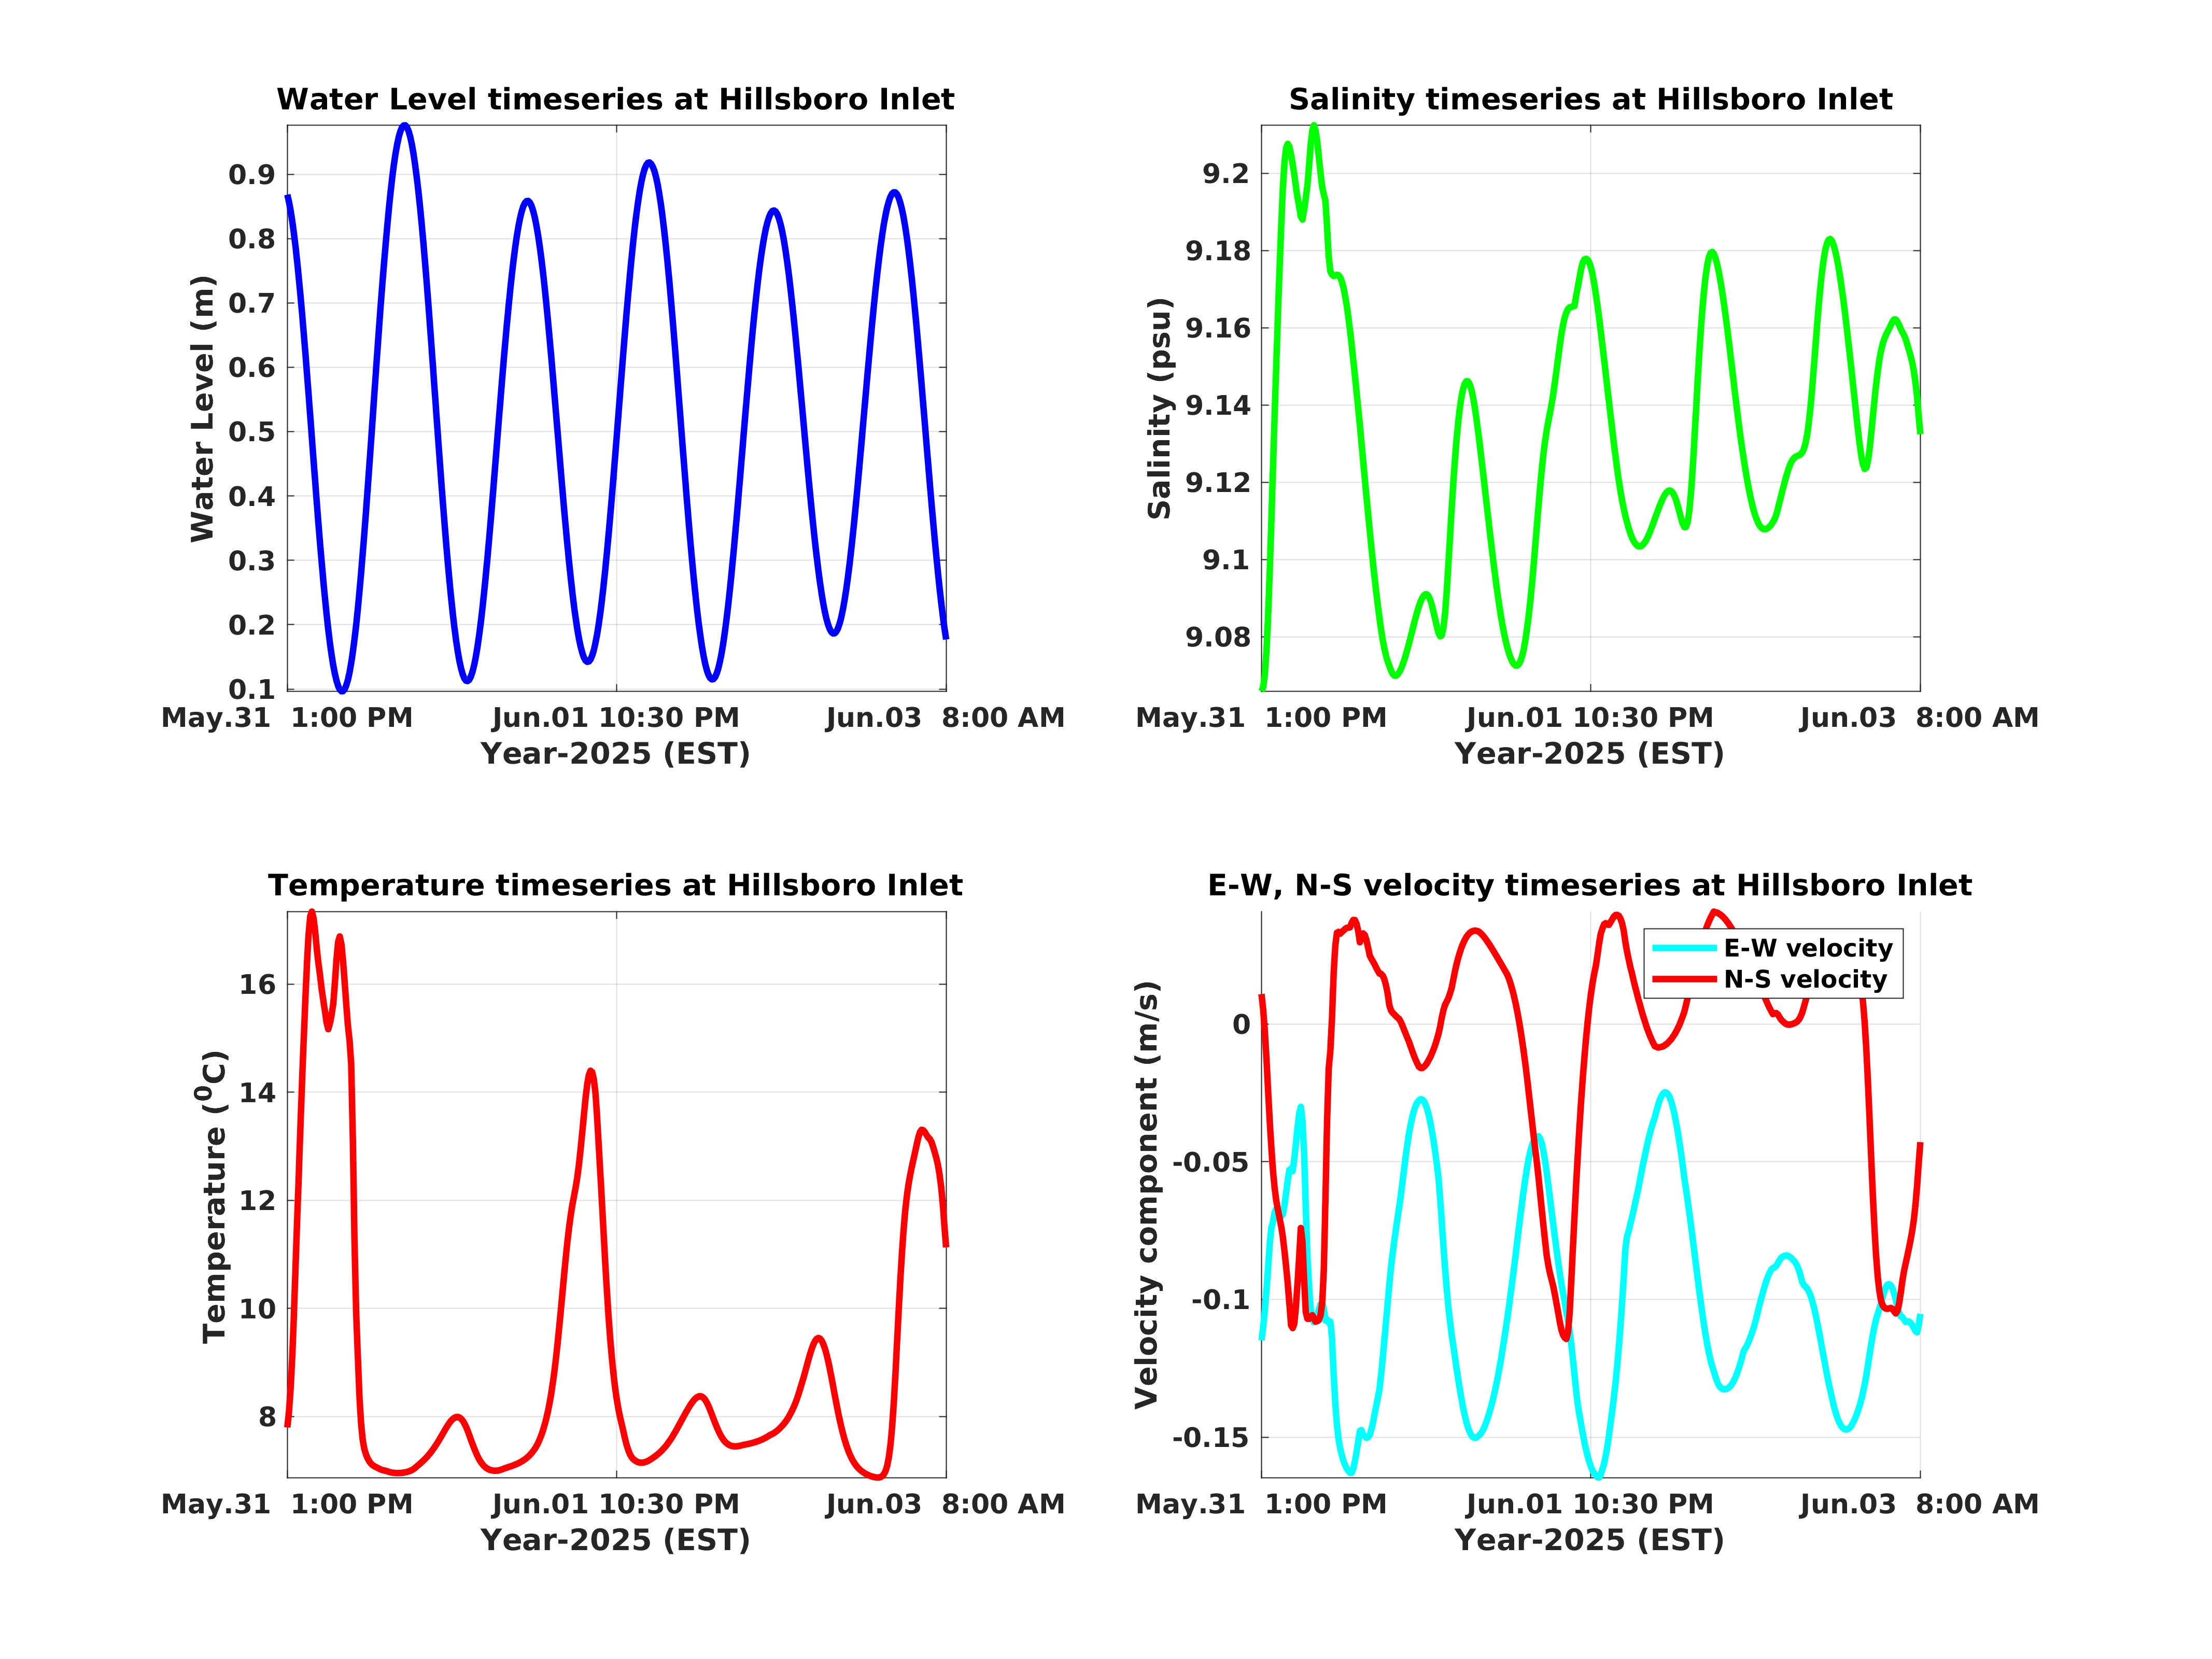 Water Level timeseries at Hillsboro Inlet
Water Level (m)
0.9
0.8
0.7
0.6
0.5
0.4
0.3
0.2
0.1
May.31 1:00 PM
Jun.01 10:30 PM
Jun.03 8:00 AM
Year-2025 (EST)
Salinity timeseries at Hillsboro Inlet
Salinity (psu)
9.2
9.18
9.16
9.14
9.12
9.1
9.08
May.31 1:00 PM
Jun.01 10:30 PM
Jun.03 8:00 AM
Year-2025 (EST)
Temperature timeseries at Hillsboro Inlet
Temperature (⁰C)
16
14
12
10
8
May.31 1:00 PM
Jun.01 10:30 PM
Jun.03 8:00 AM
Year-2025 (EST)
E-W, N-S velocity timeseries at Hillsboro Inlet
Velocity component (m/s)
E-W velocity
N-S velocity
0
-0.05
-0.1
-0.15
May.31 1:00 PM
Jun.01 10:30 PM
Jun.03 8:00 AM
Year-2025 (EST)